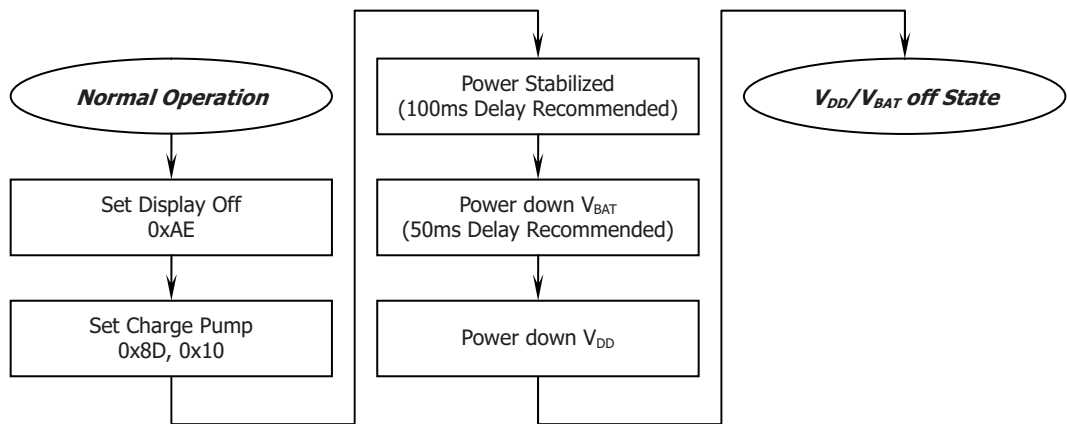 Normal Operation
Set Display Off
0xAE
Set Charge Pump
0x8D, 0x10
Power Stabilized
(100ms Delay Recommended)
Power down VBAT
(50ms Delay Recommended)
Power down VDD
VDD/VBAT off State